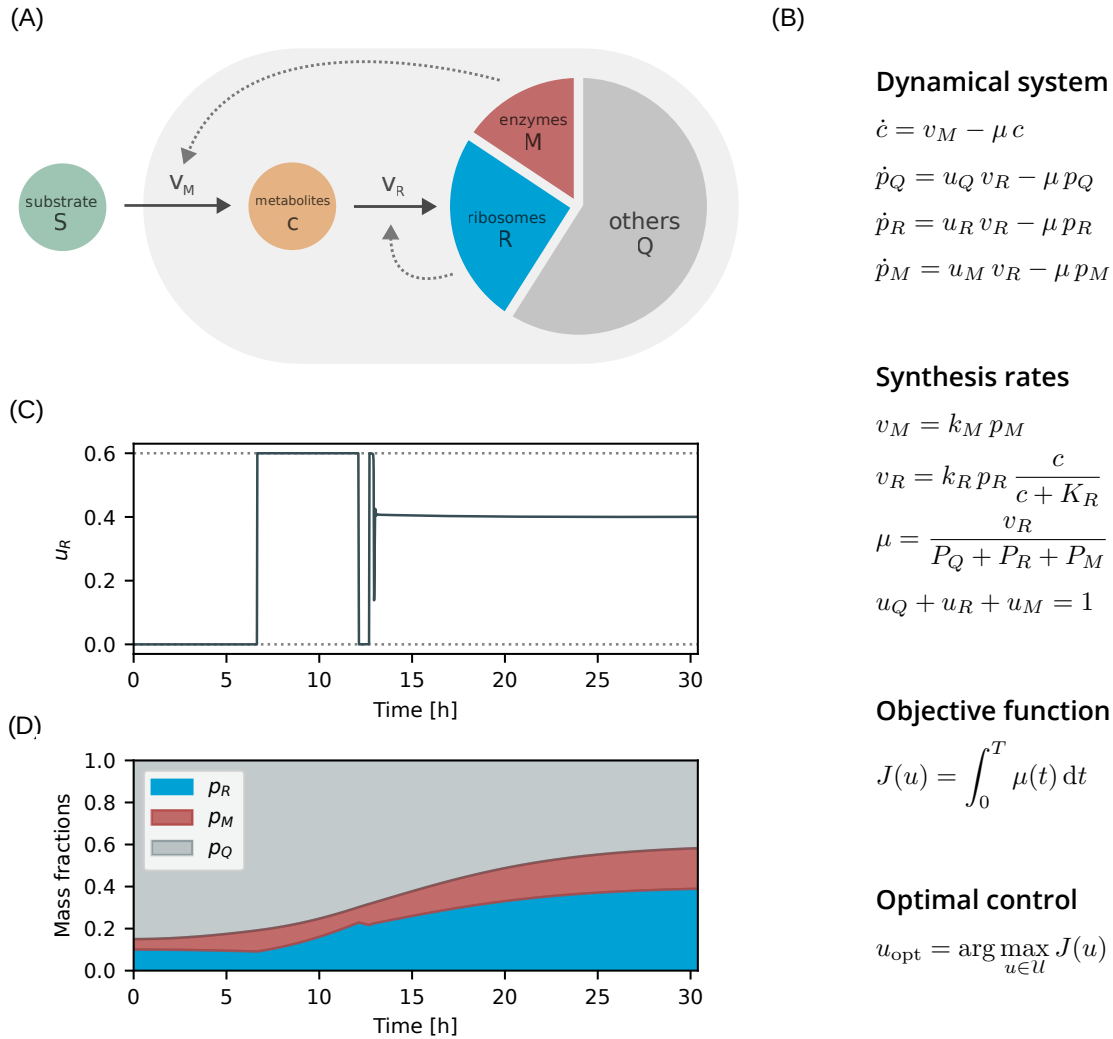 (A)
substrate
S
v_M
metabolites
c
v_R
enzymes
M
ribosomes
R
others
Q
(B)
Dynamical system
ċ = v_M − μ c
ṗ_Q = u_Q v_R − μ p_Q
ṗ_R = u_R v_R − μ p_R
ṗ_M = u_M v_R − μ p_M
Synthesis rates
v_M = k_M p_M
v_R = k_R p_R c / (c + K_R)
μ = v_R / (P_Q + P_R + P_M)
u_Q + u_R + u_M = 1
Objective function
J(u) = ∫_0^T μ(t) dt
Optimal control
u_opt = arg max_{u∈𝒰} J(u)
(C)
u_R
0.6
0.4
0.2
0.0
0 5 10 15 20 25 30
Time [h]
(D)
Mass fractions
1.0
0.8
0.6
0.4
0.2
0.0
p_R
p_M
p_Q
0 5 10 15 20 25 30
Time [h]